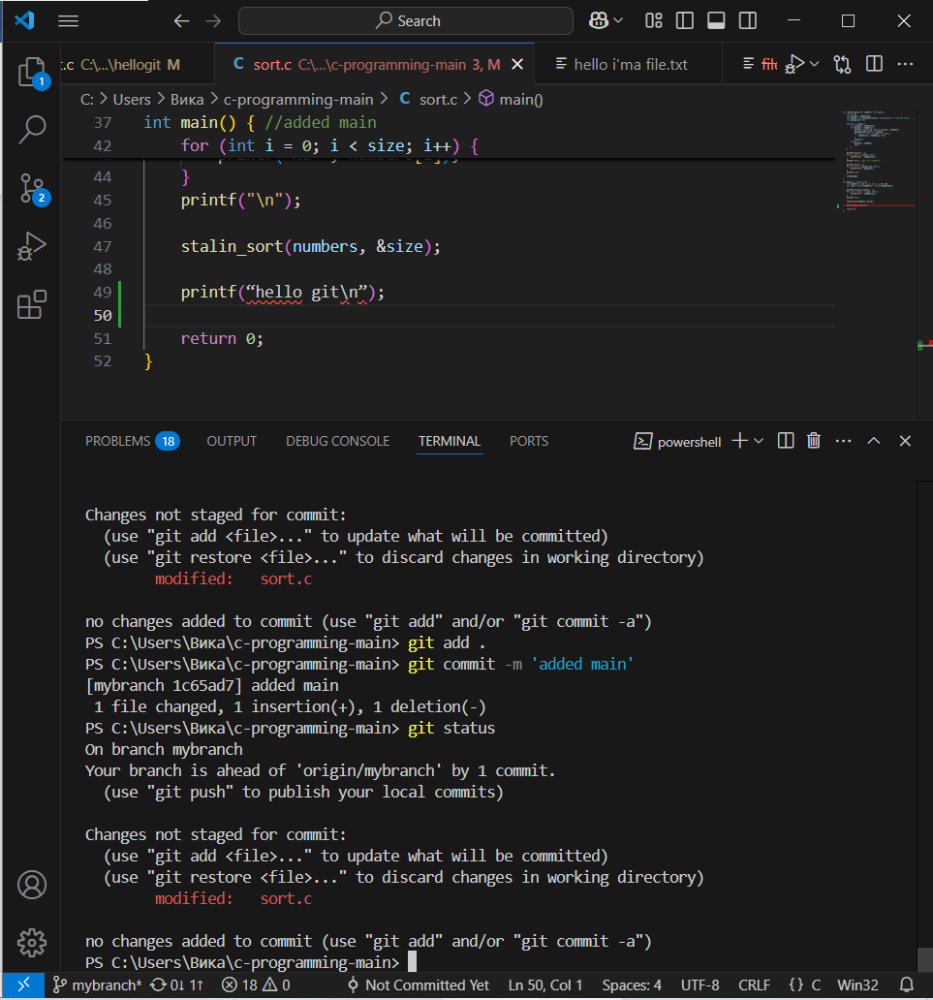 Search
.c C:\...\hellogit M
C sort.c C:\...\c-programming-main 3, M
hello i'ma file.txt
C: > Users > Вика > c-programming-main > C sort.c > main()
37 int main() { //added main
42 for (int i = 0; i < size; i++) {
44 }
45 printf("\n");
46
47 stalin_sort(numbers, &size);
48
49 printf(“hello git\n”);
50
51 return 0;
52 }
1
2
PROBLEMS 18 OUTPUT DEBUG CONSOLE TERMINAL PORTS
powershell
Changes not staged for commit:
(use "git add <file>..." to update what will be committed)
(use "git restore <file>..." to discard changes in working directory)
modified: sort.c
no changes added to commit (use "git add" and/or "git commit -a")
PS C:\Users\Вика\c-programming-main> git add .
PS C:\Users\Вика\c-programming-main> git commit -m 'added main'
[mybranch 1c65ad7] added main
1 file changed, 1 insertion(+), 1 deletion(-)
PS C:\Users\Вика\c-programming-main> git status
On branch mybranch
Your branch is ahead of 'origin/mybranch' by 1 commit.
(use "git push" to publish your local commits)
Changes not staged for commit:
(use "git add <file>..." to update what will be committed)
(use "git restore <file>..." to discard changes in working directory)
modified: sort.c
no changes added to commit (use "git add" and/or "git commit -a")
PS C:\Users\Вика\c-programming-main>
mybranch* 0↓ 1↑ 18 0 Not Committed Yet Ln 50, Col 1 Spaces: 4 UTF-8 CRLF {} C Win32